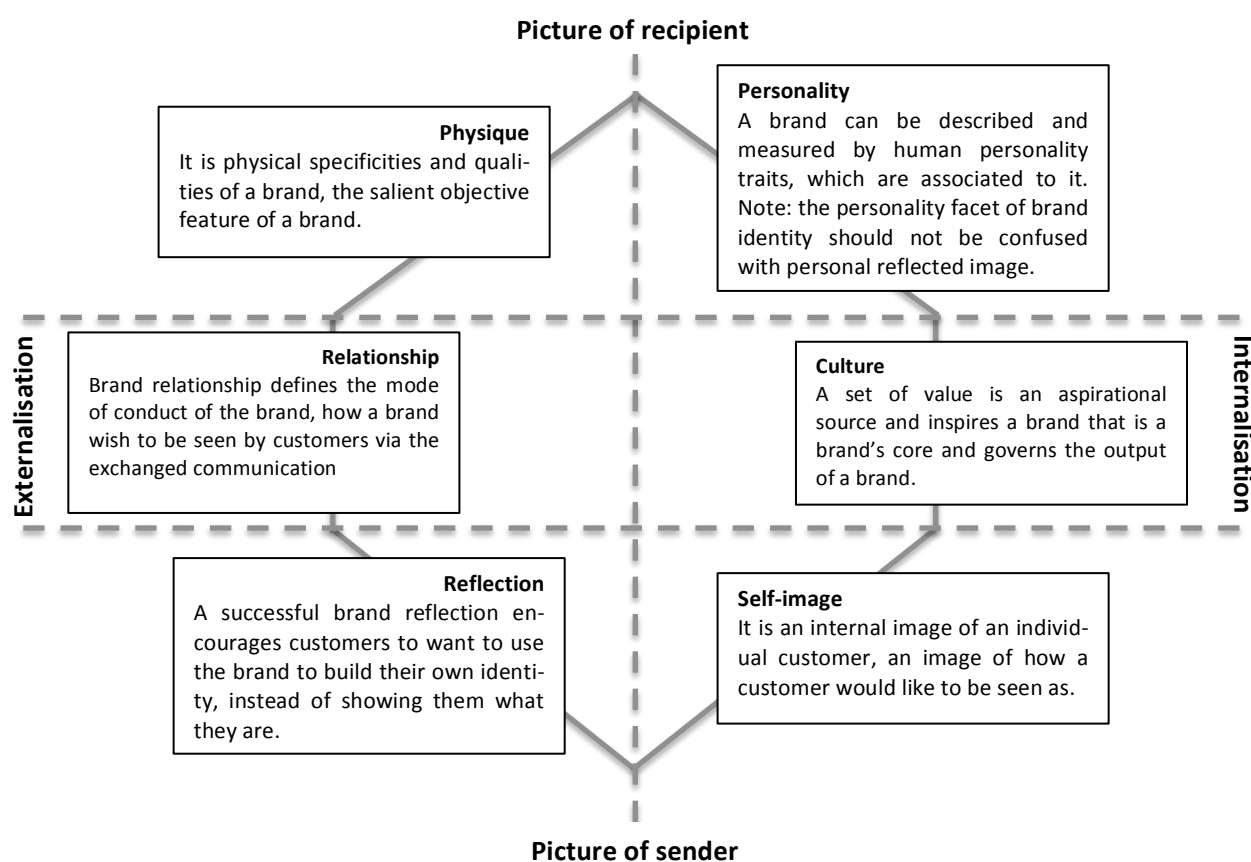 Picture of recipient
Physique
It is physical specificities and quali-
ties of a brand, the salient objective
feature of a brand.
Personality
A brand can be described and
measured by human personality
traits, which are associated to it.
Note: the personality facet of brand
identity should not be confused
with personal reflected image.
Externalisation
Relationship
Brand relationship defines the mode
of conduct of the brand, how a brand
wish to be seen by customers via the
exchanged communication
Culture
A set of value is an aspirational
source and inspires a brand that is a
brand’s core and governs the output
of a brand.
Internalisation
Reflection
A successful brand reflection en-
courages customers to want to use
the brand to build their own identi-
ty, instead of showing them what
they are.
Self-image
It is an internal image of an individ-
ual customer, an image of how a
customer would like to be seen as.
Picture of sender